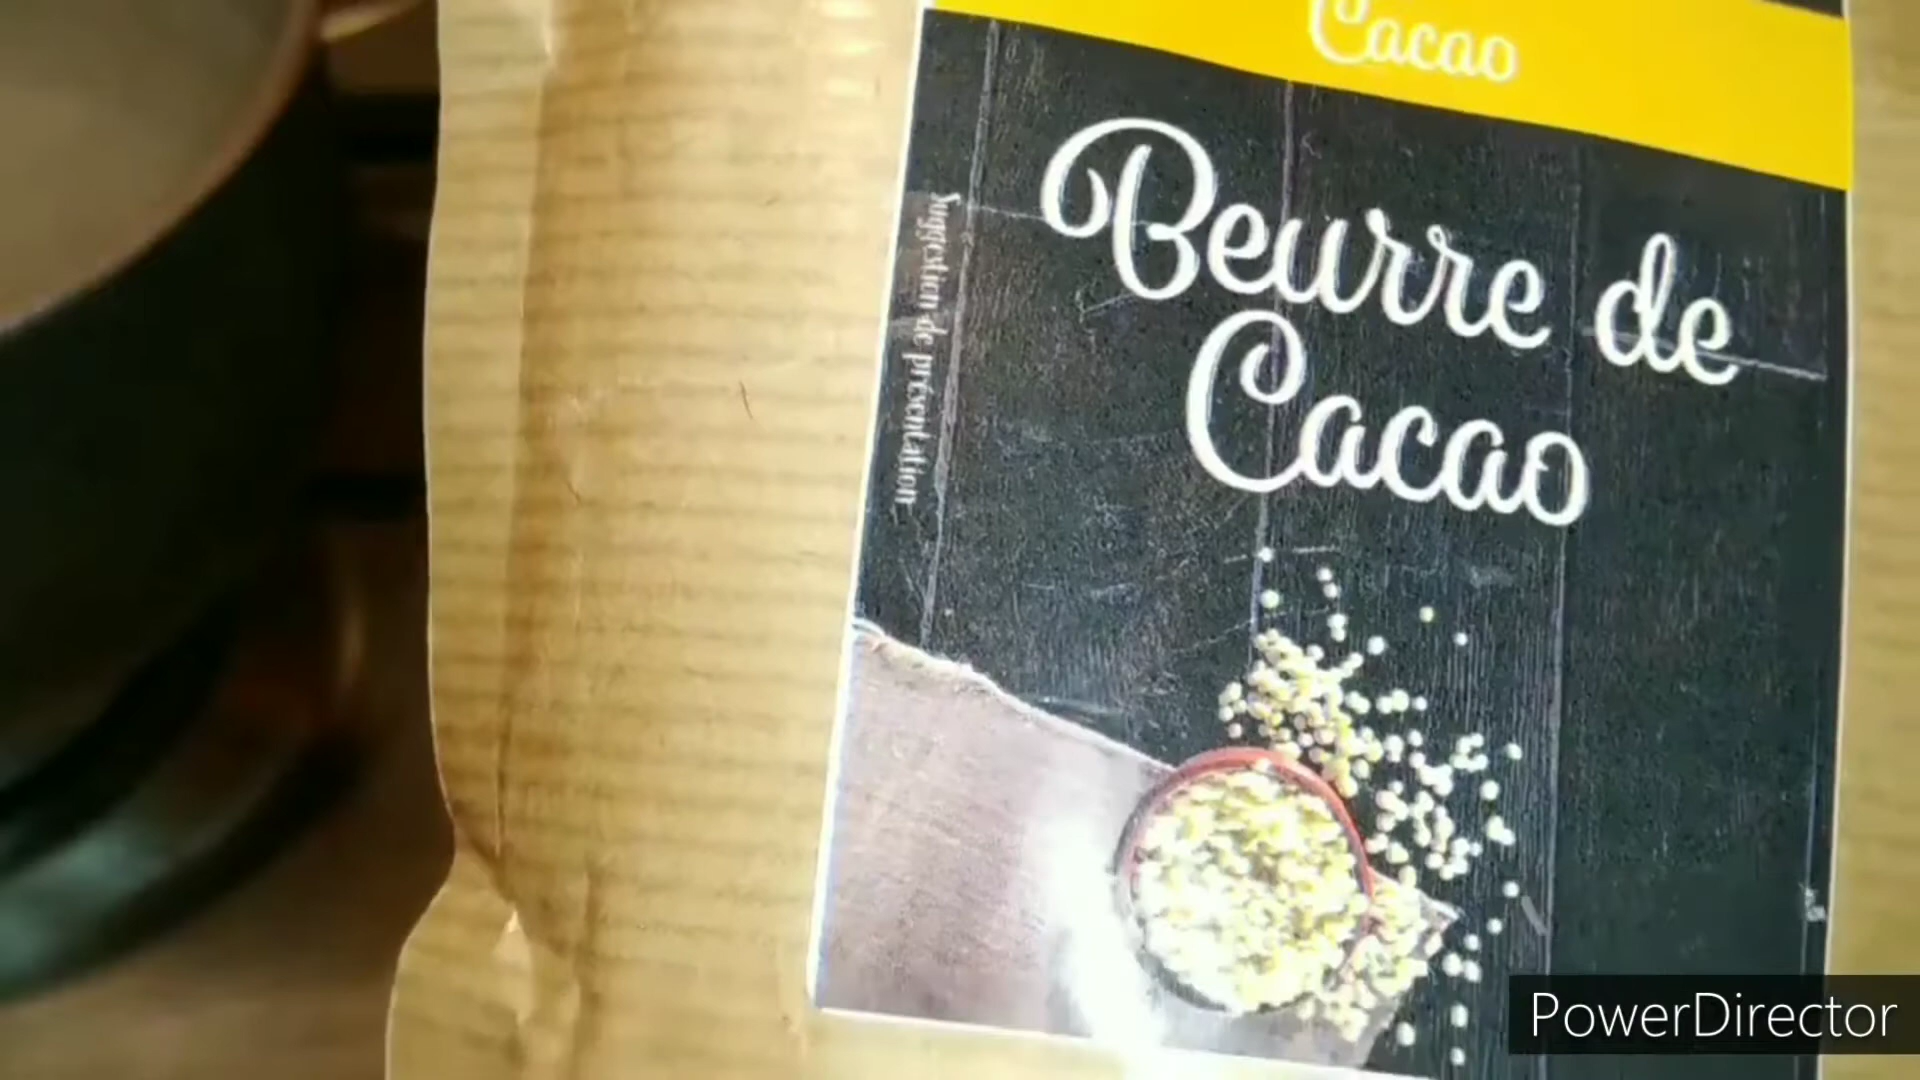 Cacao
Beurre de
Cacao
Suggestion de présentation
PowerDirector